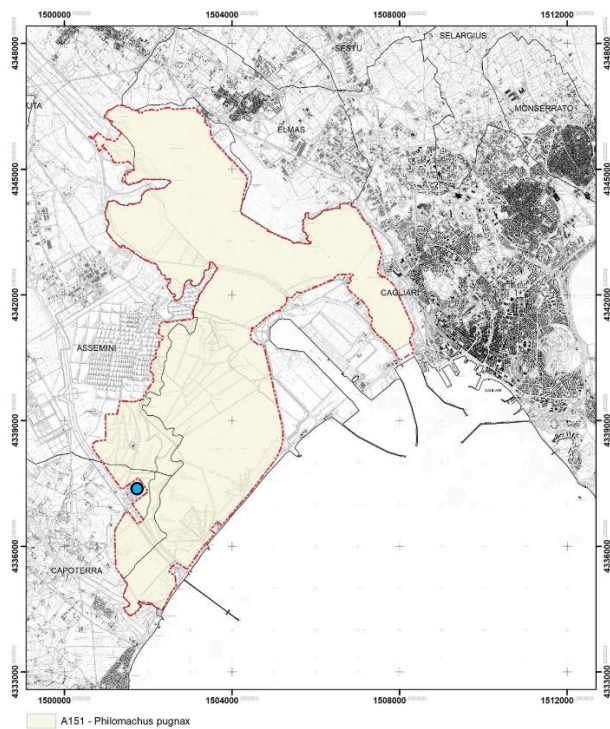 1500000 1504000 1508000 1512000
4348000 4348000
SELARGIUS
SESTU
UTA
MONSERRATO
ELMAS
4345000 4345000
4342000 4342000
CAGLIARI
ASSEMINI
CAGLIARI
4339000 4339000
4336000 4336000
CAPOTERRA
4333000 4333000
1500000 1504000 1508000 1512000
A151 - Philomachus pugnax